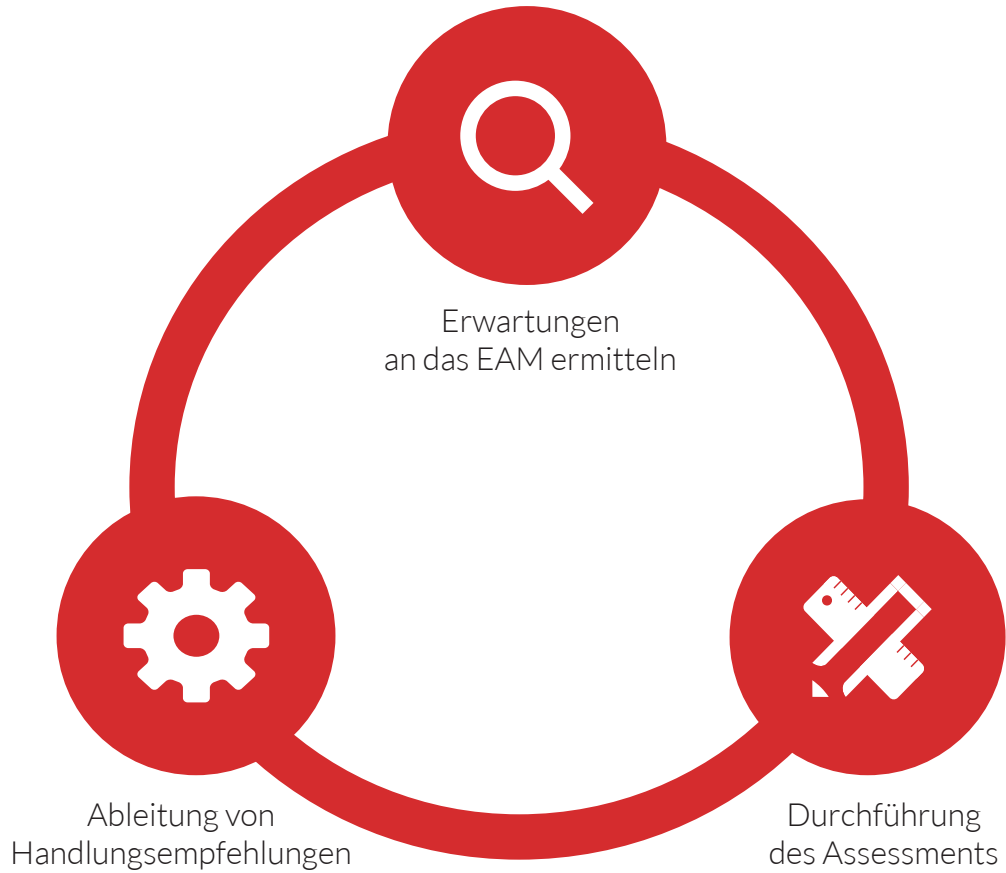 Erwartungen
an das EAM ermitteln
Ableitung von
Handlungsempfehlungen
Durchführung
des Assessments